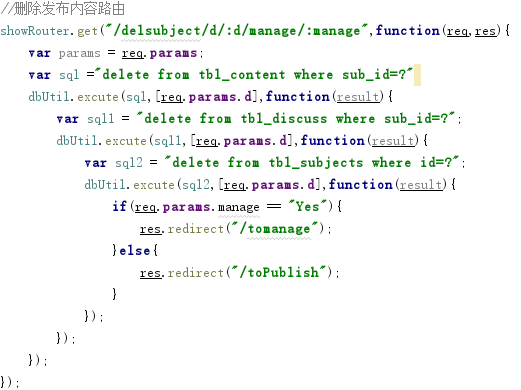 //删除发布内容路由
showRouter.get("/delsubject/d/:d/manage/:manage",function(req,res){
var params = req.params;
var sql ="delete from tbl_content where sub_id=?"
dbUtil.excute(sql,[req.params.d],function(result){
var sql1 = "delete from tbl_discuss where sub_id=?";
dbUtil.excute(sql1,[req.params.d],function(result){
var sql2 = "delete from tbl_subjects where id=?";
dbUtil.excute(sql2,[req.params.d],function(result){
if(req.params.manage == "Yes"){
res.redirect("/tomanage");
}else{
res.redirect("/toPublish");
}
});
});
});
});